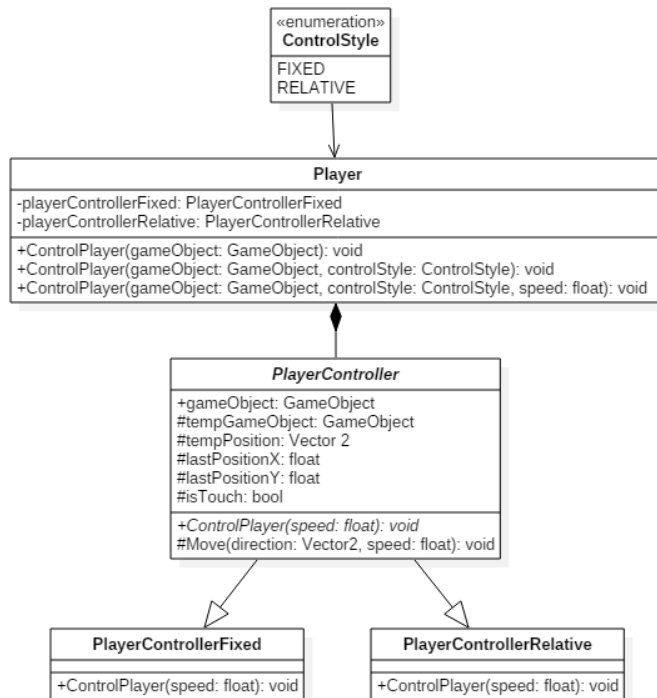 «enumeration»
ControlStyle
FIXED
RELATIVE
Player
-playerControllerFixed: PlayerControllerFixed
-playerControllerRelative: PlayerControllerRelative
+ControlPlayer(gameObject: GameObject): void
+ControlPlayer(gameObject: GameObject, controlStyle: ControlStyle): void
+ControlPlayer(gameObject: GameObject, controlStyle: ControlStyle, speed: float): void
PlayerController
+gameObject: GameObject
#tempGameObject: GameObject
#tempPosition: Vector 2
#lastPositionX: float
#lastPositionY: float
#isTouch: bool
+ControlPlayer(speed: float): void
#Move(direction: Vector2, speed: float): void
PlayerControllerFixed
+ControlPlayer(speed: float): void
PlayerControllerRelative
+ControlPlayer(speed: float): void